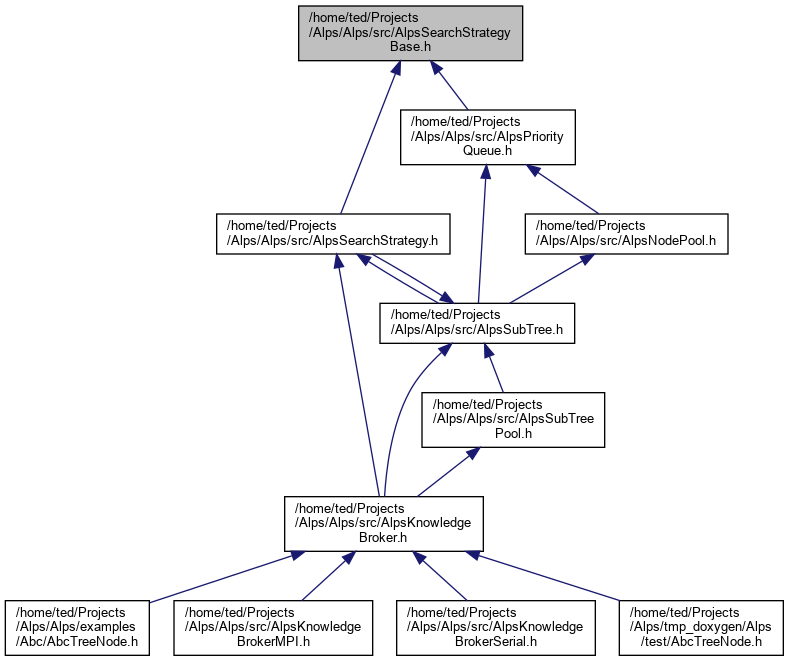 /home/ted/Projects
/Alps/Alps/src/AlpsSearchStrategy
Base.h
/home/ted/Projects
/Alps/Alps/src/AlpsPriority
Queue.h
/home/ted/Projects
/Alps/Alps/src/AlpsSearchStrategy.h
/home/ted/Projects
/Alps/Alps/src/AlpsNodePool.h
/home/ted/Projects
/Alps/Alps/src/AlpsSubTree.h
/home/ted/Projects
/Alps/Alps/src/AlpsSubTree
Pool.h
/home/ted/Projects
/Alps/Alps/src/AlpsKnowledge
Broker.h
/home/ted/Projects
/Alps/Alps/examples
/Abc/AbcTreeNode.h
/home/ted/Projects
/Alps/Alps/src/AlpsKnowledge
BrokerMPI.h
/home/ted/Projects
/Alps/Alps/src/AlpsKnowledge
BrokerSerial.h
/home/ted/Projects
/Alps/tmp_doxygen/Alps
/test/AbcTreeNode.h